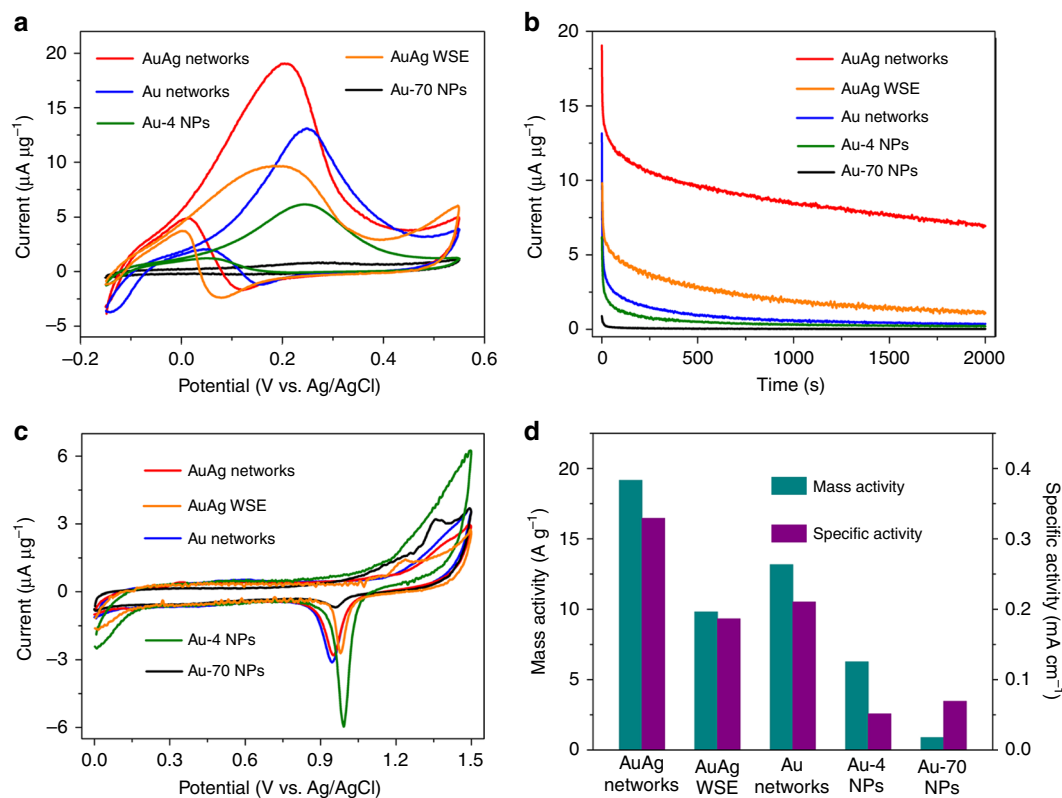 a
20
15
10
5
0
−5
Current (μA μg⁻¹)
AuAg networks
Au networks
Au-4 NPs
AuAg WSE
Au-70 NPs
−0.2
0.0
0.2
0.4
0.6
Potential (V vs. Ag/AgCl)
b
20
15
10
5
0
Current (μA μg⁻¹)
AuAg networks
AuAg WSE
Au networks
Au-4 NPs
Au-70 NPs
0
500
1000
1500
2000
Time (s)
c
6
3
0
−3
−6
Current (μA μg⁻¹)
AuAg networks
AuAg WSE
Au networks
Au-4 NPs
Au-70 NPs
0.0
0.3
0.6
0.9
1.2
1.5
Potential (V vs. Ag/AgCl)
d
20
15
10
5
0
Mass activity (A g⁻¹)
Mass activity
Specific activity
0.4
0.3
0.2
0.1
0.0
Specific activity (mA cm⁻¹)
AuAg
networks
AuAg
WSE
Au
networks
Au-4
NPs
Au-70
NPs